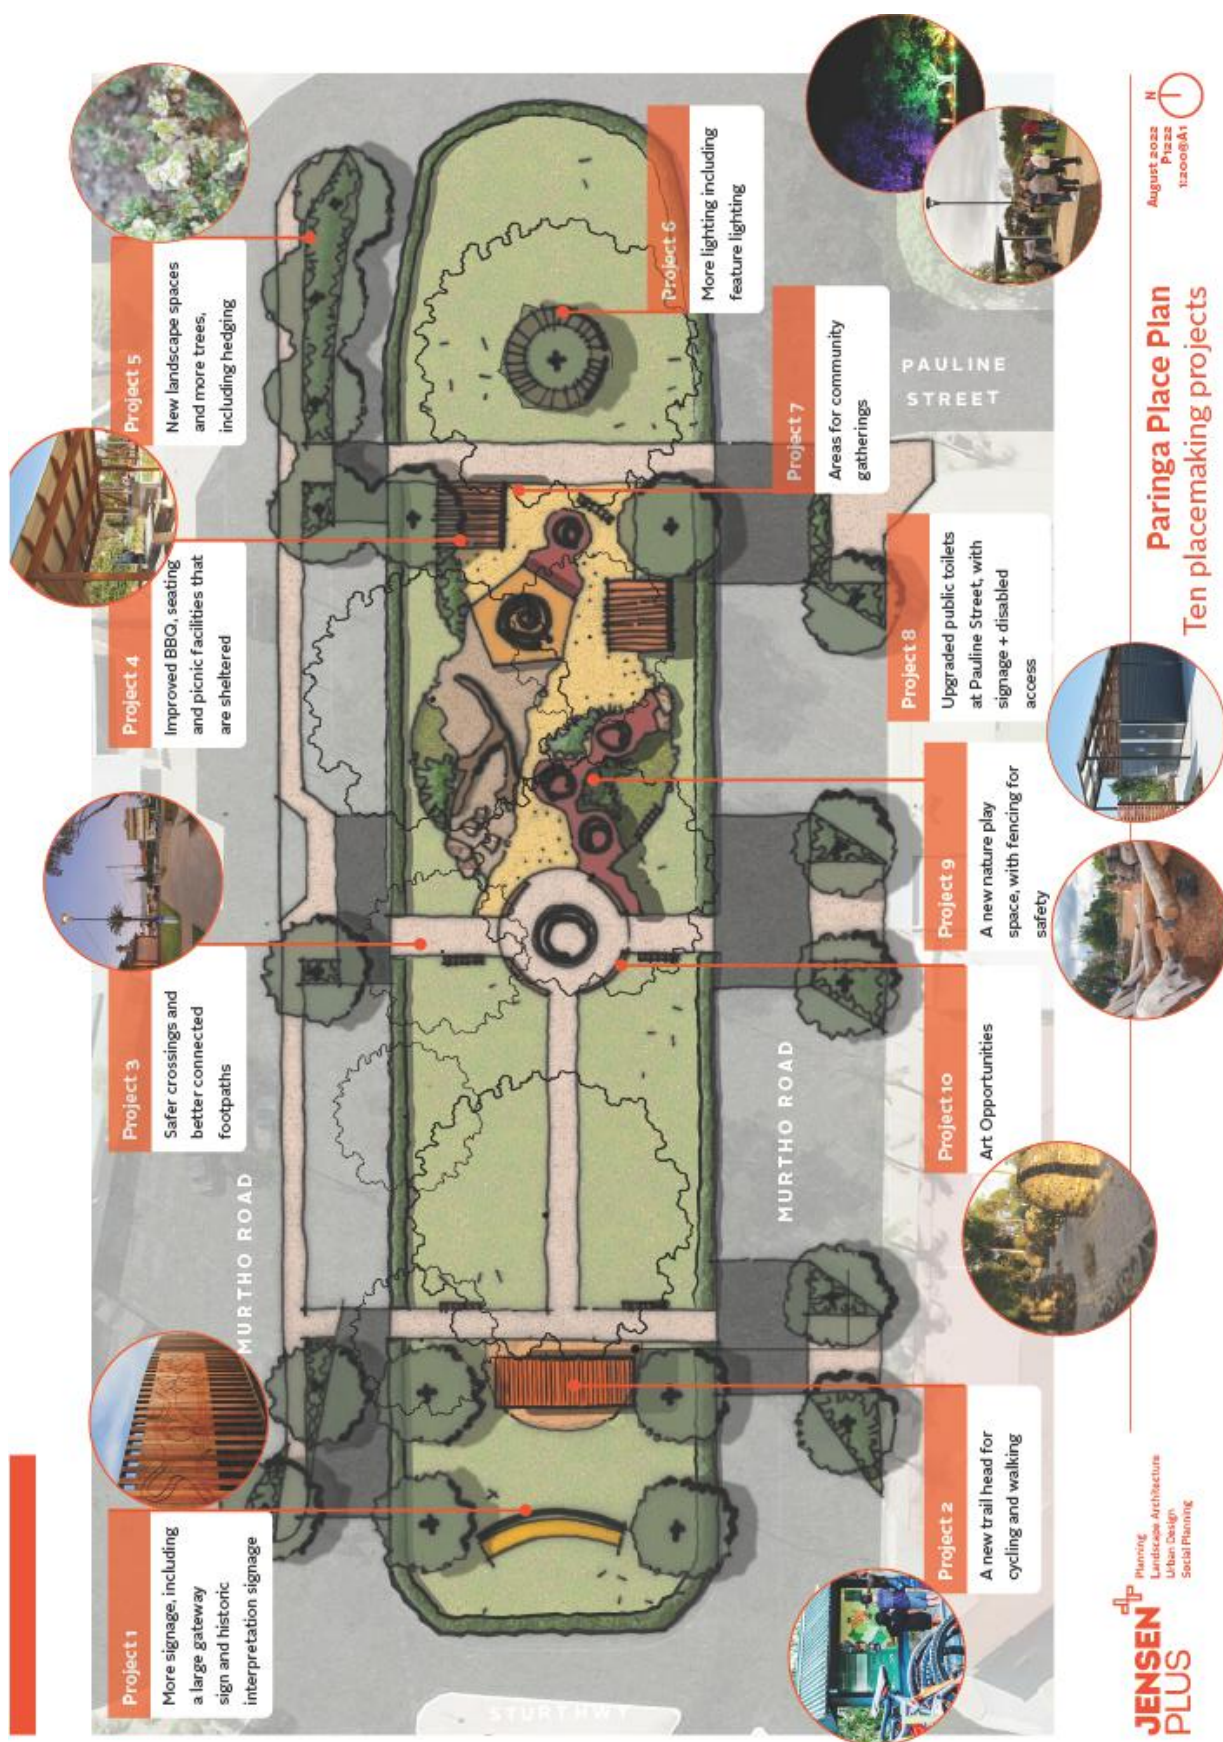 Project 1
More signage, including
a large gateway
sign and historic
interpretation signage
Project 3
Safer crossings and
better connected
footpaths
Project 4
Improved BBQ, seating
and picnic facilities that
are sheltered
Project 5
New landscape spaces
and more trees,
including hedging
MURTHO ROAD
Project 6
More lighting including
feature lighting
Project 7
Areas for community
gatherings
STURT HWY
MURTHO ROAD
PAULINE
STREET
Project 2
A new trail head for
cycling and walking
Project 10
Art Opportunities
Project 9
A new nature play
space, with fencing for
safety
Project 8
Upgraded public toilets
at Pauline Street, with
signage + disabled
access
JENSEN
PLUS
Planning
Landscape Architecture
Urban Design
Social Planning
Paringa Place Plan
Ten placemaking projects
August 2022
P1222
1:200@A1
N